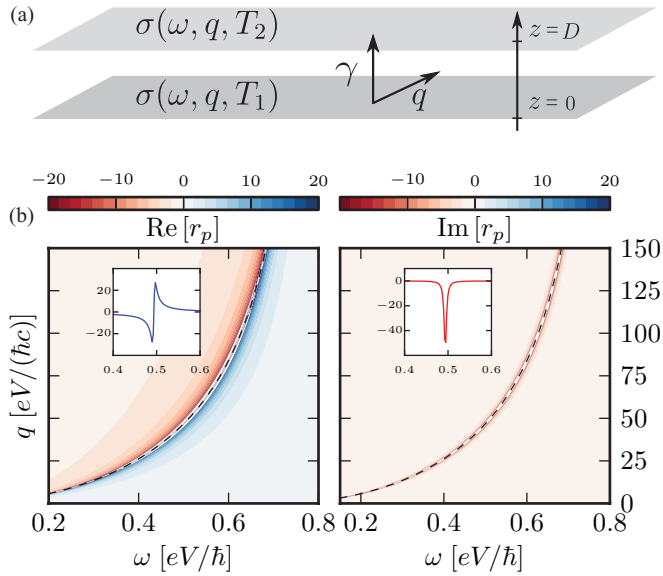 (a)
σ(ω, q, T₂)
z=D
γ
σ(ω, q, T₁)
q
z=0
−20 −10 0 10 20 −10 0 10 20
(b)
Re [r_p] Im [r_p]
20
0
−20
0.4 0.5 0.6
0
−20
−40
0.4 0.5 0.6
150
125
100
75
50
25
0
q [eV/(ħc)]
0.2 0.4 0.6 0.8 0.2 0.4 0.6 0.8
ω [eV/ħ] ω [eV/ħ]